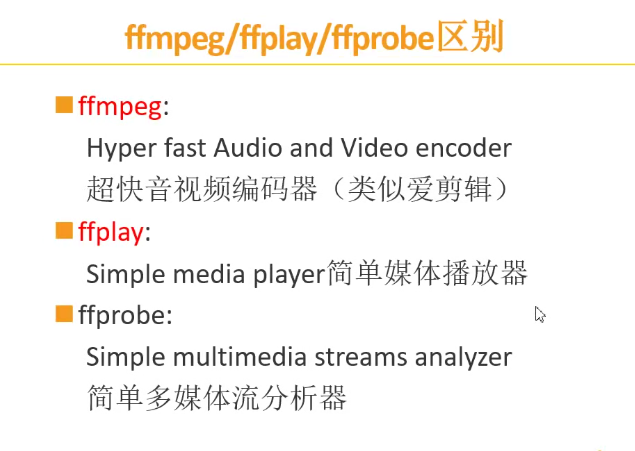 ffmpeg/ffplay/ffprobe区别
ffmpeg:
Hyper fast Audio and Video encoder
超快音视频编码器（类似爱剪辑）
ffplay:
Simple media player简单媒体播放器
ffprobe:
Simple multimedia streams analyzer
简单多媒体流分析器